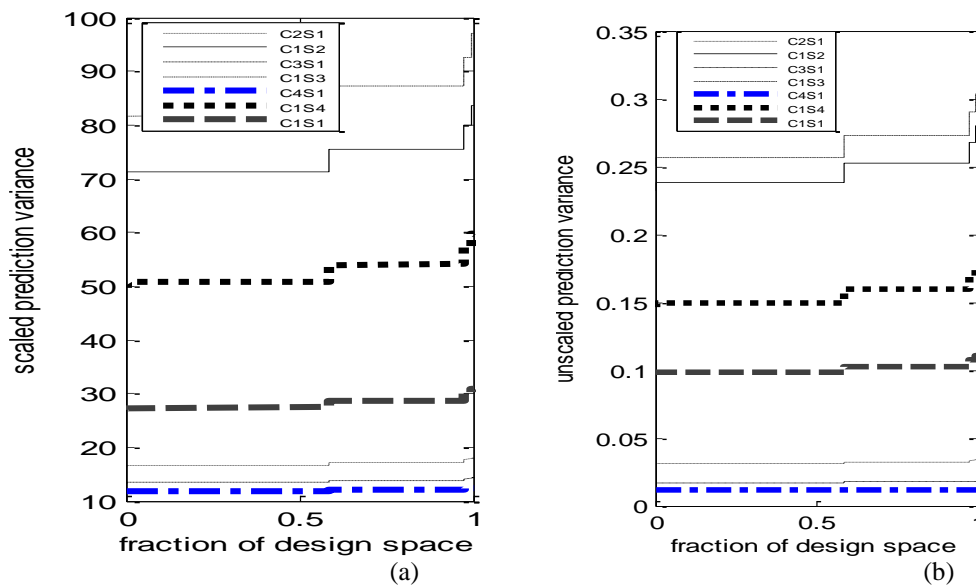 100
90
80
70
60
50
40
30
20
10
0
0.5
1
scaled prediction variance
fraction of design space
C2S1
C1S2
C3S1
C1S3
C4S1
C1S4
C1S1
(a)
0.35
0.3
0.25
0.2
0.15
0.1
0.05
0
0
0.5
1
unscaled prediction variance
fraction of design space
C2S1
C1S2
C3S1
C1S3
C4S1
C1S4
C1S1
(b)